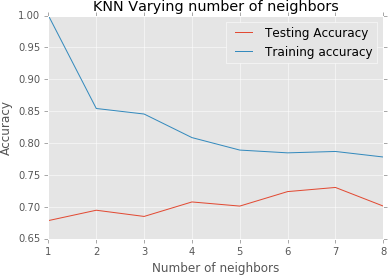 KNN Varying number of neighbors
1.00
0.95
0.90
0.85
0.80
0.75
0.70
0.65
Accuracy
Testing Accuracy
Training accuracy
1 2 3 4 5 6 7 8
Number of neighbors